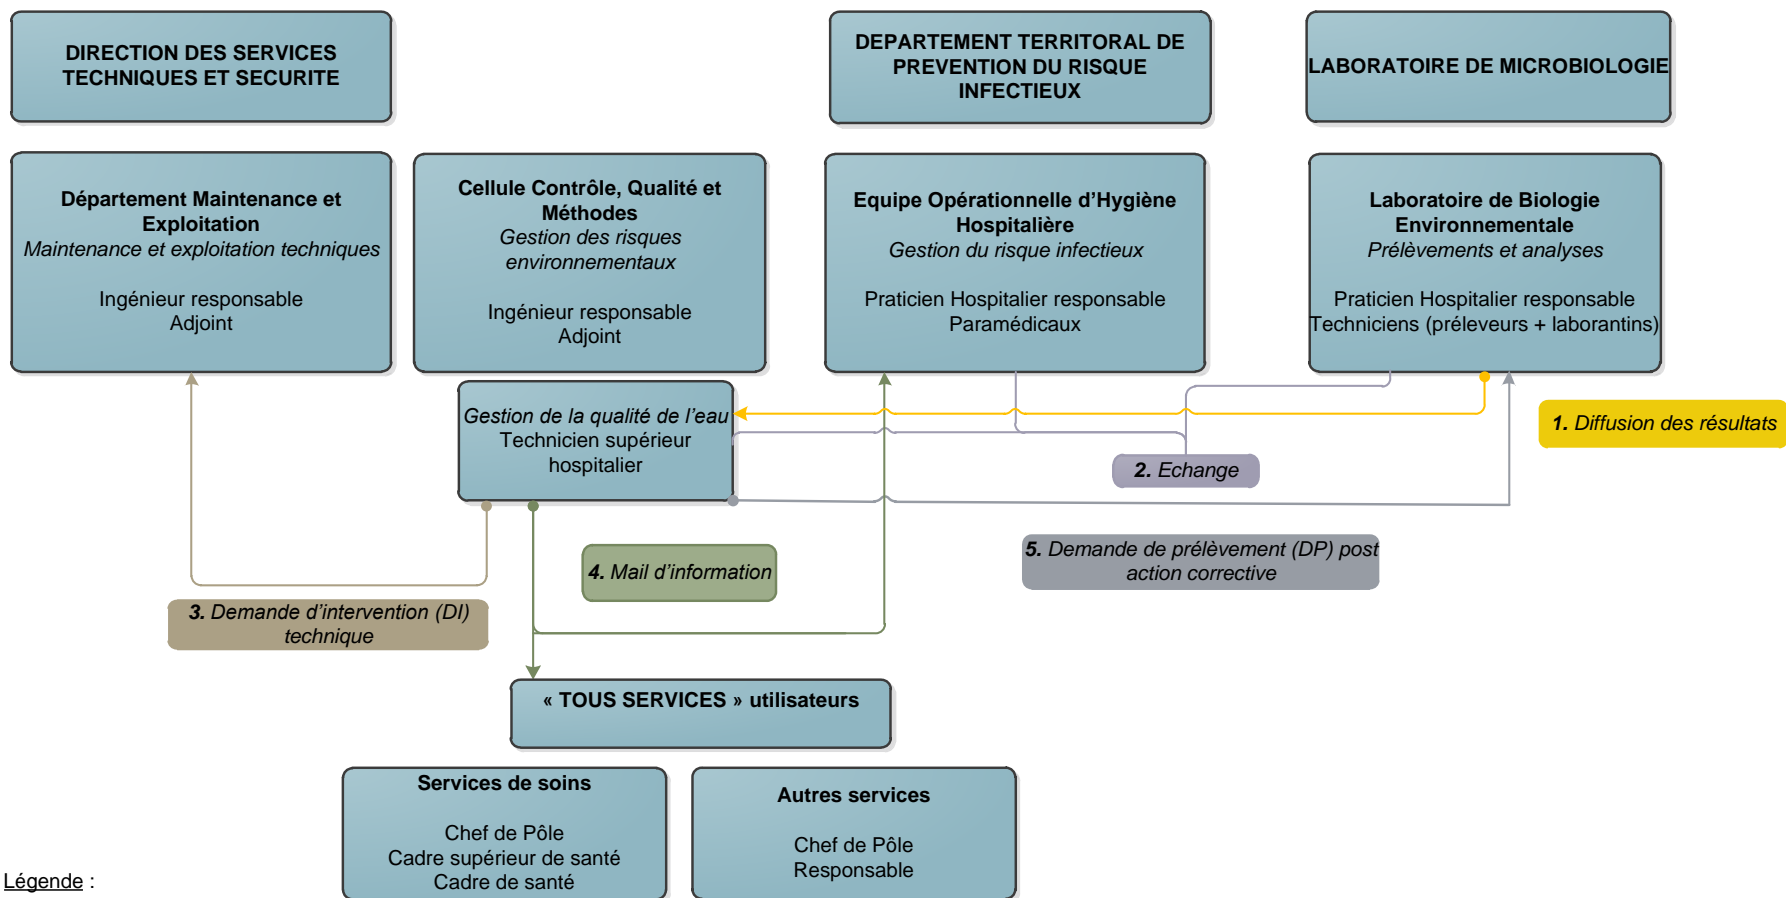 DIRECTION DES SERVICES
TECHNIQUES ET SECURITE
DEPARTEMENT TERRITORAL DE
PREVENTION DU RISQUE
INFECTIEUX
LABORATOIRE DE MICROBIOLOGIE
Département Maintenance et
Exploitation
Maintenance et exploitation techniques
Ingénieur responsable
Adjoint
Cellule Contrôle, Qualité et
Méthodes
Gestion des risques
environnementaux
Ingénieur responsable
Adjoint
Equipe Opérationnelle d’Hygiène
Hospitalière
Gestion du risque infectieux
Praticien Hospitalier responsable
Paramédicaux
Laboratoire de Biologie
Environnementale
Prélèvements et analyses
Praticien Hospitalier responsable
Techniciens (préleveurs + laborantins)
Gestion de la qualité de l’eau
Technicien supérieur
hospitalier
1. Diffusion des résultats
2. Echange
3. Demande d’intervention (DI)
technique
4. Mail d’information
5. Demande de prélèvement (DP) post
action corrective
« TOUS SERVICES » utilisateurs
Services de soins
Chef de Pôle
Cadre supérieur de santé
Cadre de santé
Autres services
Chef de Pôle
Responsable
Légende :